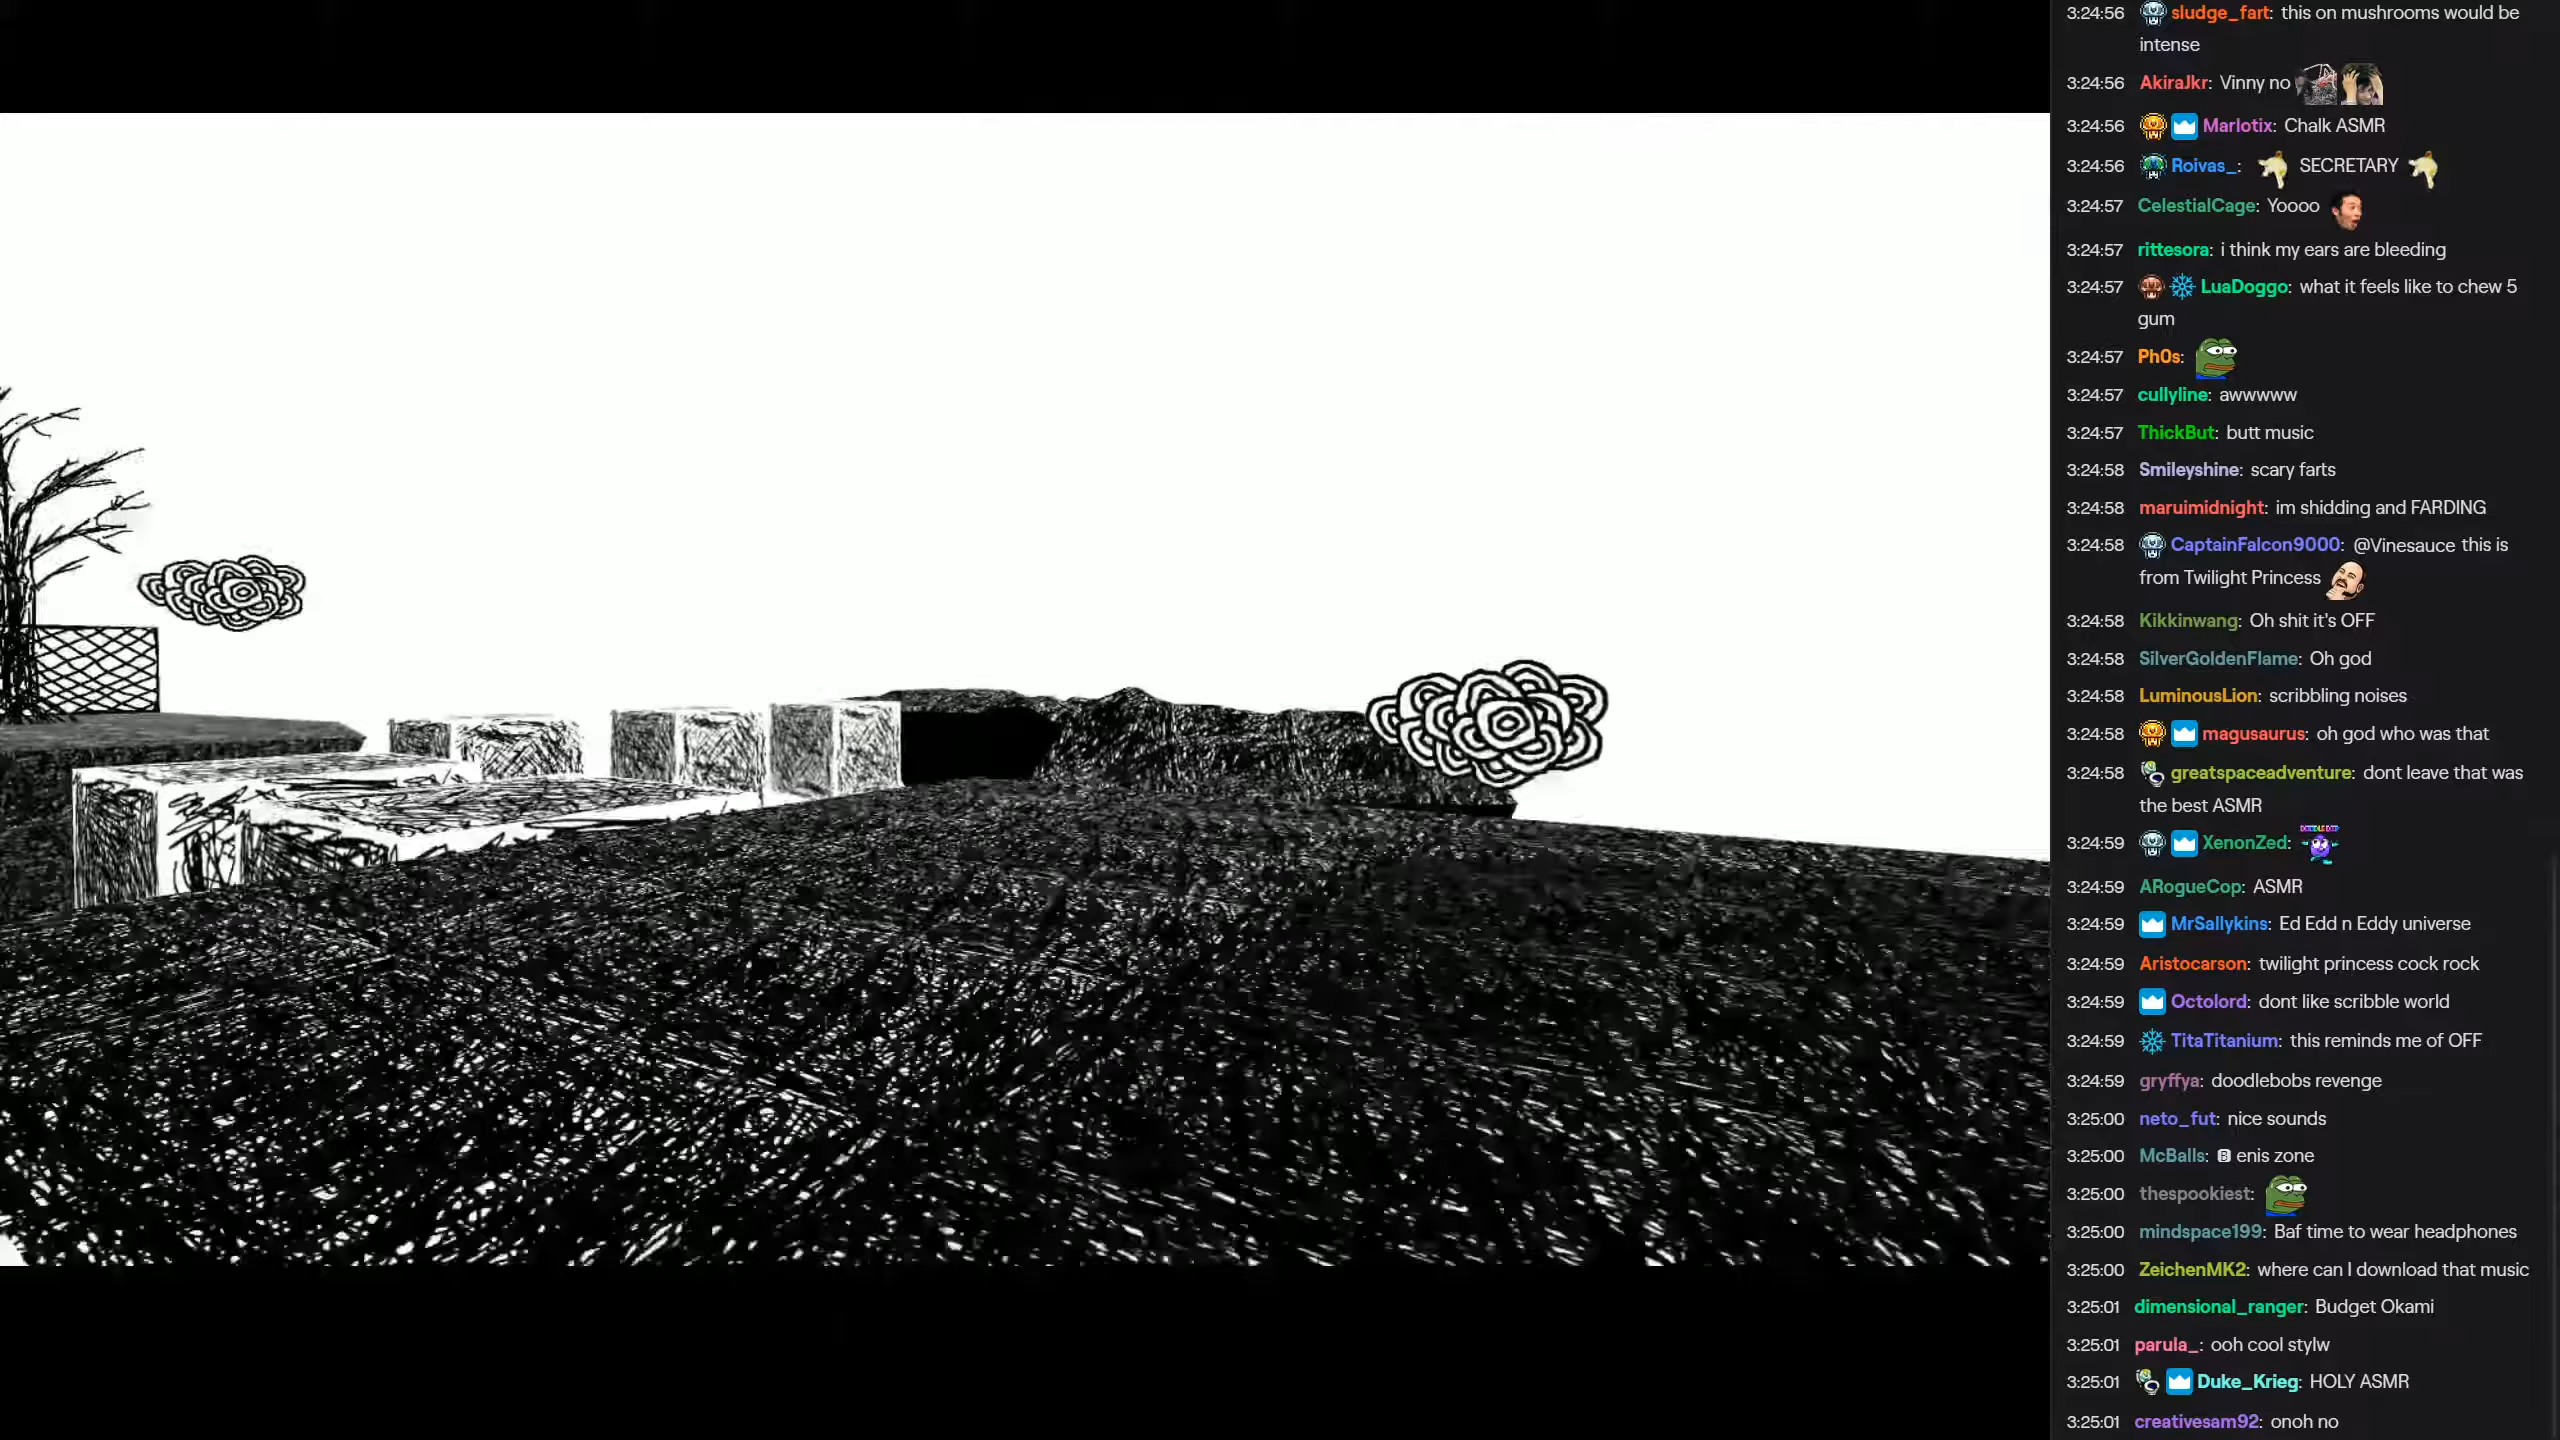 3:24:56 sludge_fart: this on mushrooms would be
intense
3:24:56 AkiraJkr: Vinny no
3:24:56 Marlotix: Chalk ASMR
3:24:56 Roivas_: SECRETARY
3:24:57 CelestialCage: Yoooo
3:24:57 rittesora: i think my ears are bleeding
3:24:57 LuaDoggo: what it feels like to chew 5
gum
3:24:57 Ph0s:
3:24:57 cullyline: awwwww
3:24:57 ThickBut: butt music
3:24:58 Smileyshine: scary farts
3:24:58 maruimidnight: im shidding and FARDING
3:24:58 CaptainFalcon9000: @Vinesauce this is
from Twilight Princess
3:24:58 Kikkinwang: Oh shit it's OFF
3:24:58 SilverGoldenFlame: Oh god
3:24:58 LuminousLion: scribbling noises
3:24:58 magusaurus: oh god who was that
3:24:58 greatspaceadventure: dont leave that was
the best ASMR
3:24:59 XenonZed:
3:24:59 ARogueCop: ASMR
3:24:59 MrSallykins: Ed Edd n Eddy universe
3:24:59 Aristocarson: twilight princess cock rock
3:24:59 Octolord: dont like scribble world
3:24:59 TitaTitanium: this reminds me of OFF
3:24:59 gryffya: doodlebobs revenge
3:25:00 neto_fut: nice sounds
3:25:00 McBalls: 🅱 enis zone
3:25:00 thespookiest:
3:25:00 mindspace199: Baf time to wear headphones
3:25:00 ZeichenMK2: where can I download that music
3:25:01 dimensional_ranger: Budget Okami
3:25:01 parula_: ooh cool stylw
3:25:01 Duke_Krieg: HOLY ASMR
3:25:01 creativesam92: onoh no